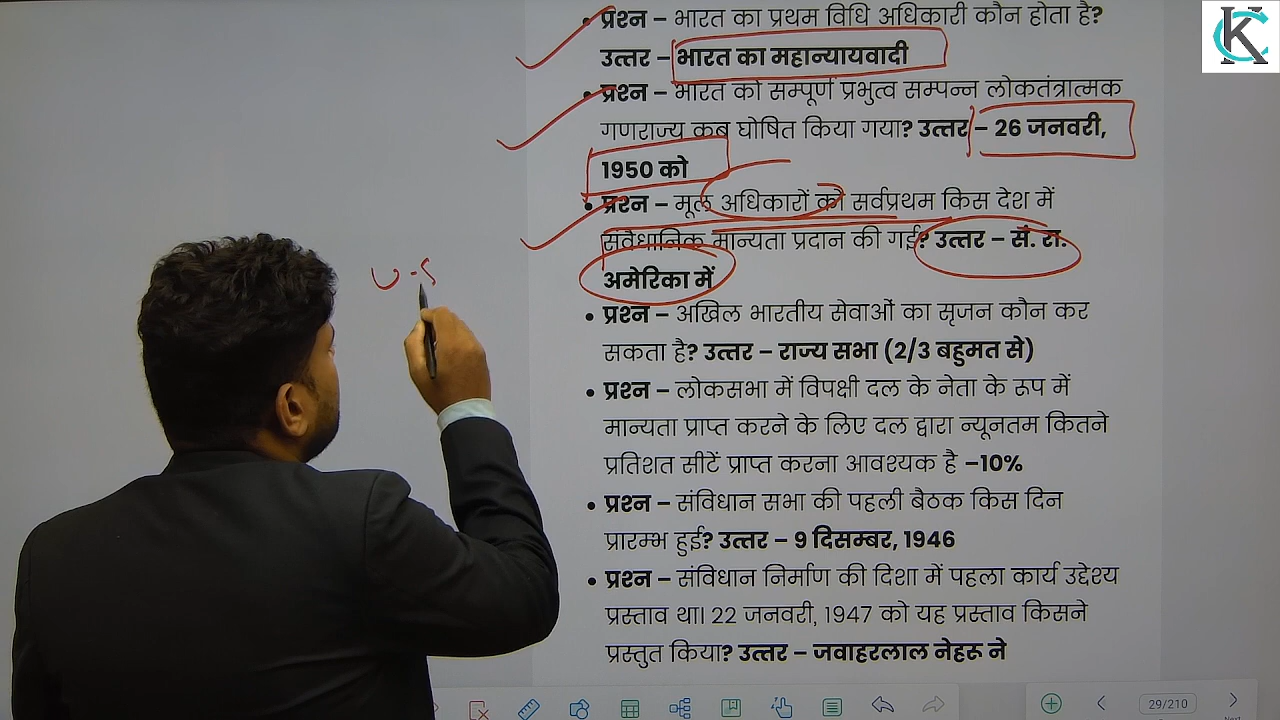 प्रश्न – भारत का प्रथम विधि अधिकारी कौन होता है?
उत्तर – भारत का महान्यायवादी
प्रश्न – भारत को सम्पूर्ण प्रभुत्व सम्पन्न लोकतंत्रात्मक
गणराज्य कब घोषित किया गया? उत्तर – 26 जनवरी,
1950 को
प्रश्न – मूल अधिकारों को सर्वप्रथम किस देश में
संवैधानिक मान्यता प्रदान की गई? उत्तर – सं. रा.
अमेरिका में
प्रश्न – अखिल भारतीय सेवाओं का सृजन कौन कर
सकता है? उत्तर – राज्य सभा (2/3 बहुमत से)
प्रश्न – लोकसभा में विपक्षी दल के नेता के रूप में
मान्यता प्राप्त करने के लिए दल द्वारा न्यूनतम कितने
प्रतिशत सीटें प्राप्त करना आवश्यक है –10%
प्रश्न – संविधान सभा की पहली बैठक किस दिन
प्रारम्भ हुई? उत्तर – 9 दिसम्बर, 1946
प्रश्न – संविधान निर्माण की दिशा में पहला कार्य उद्देश्य
प्रस्ताव था। 22 जनवरी, 1947 को यह प्रस्ताव किसने
प्रस्तुत किया? उत्तर – जवाहरलाल नेहरू ने
U.S
KC
29/210
Next